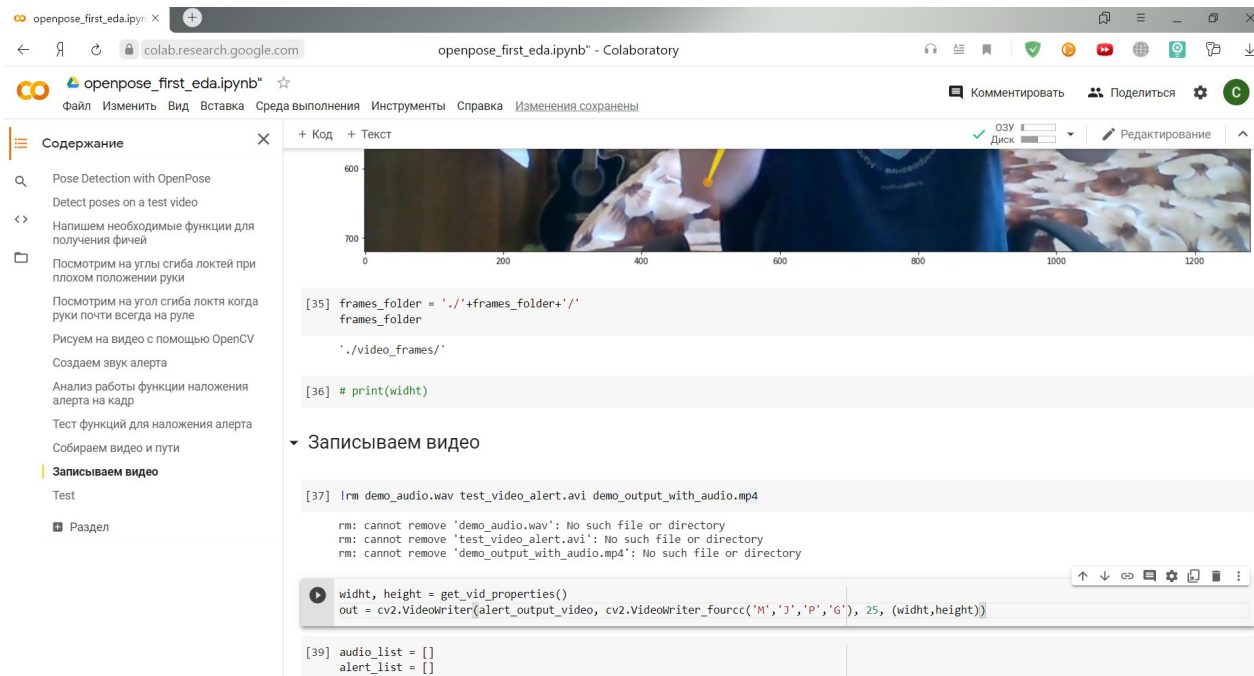 openpose_first_eda.ipyn
colab.research.google.com
openpose_first_eda.ipynb" - Colaboratory
openpose_first_eda.ipynb"
Файл Изменить Вид Вставка Среда выполнения Инструменты Справка Изменения сохранены
Комментировать
Поделиться
C
Содержание
+ Код + Текст
ОЗУ
Диск
Редактирование
Pose Detection with OpenPose
Detect poses on a test video
Напишем необходимые функции для
получения фичей
Посмотрим на углы сгиба локтей при
плохом положении руки
Посмотрим на угол сгиба локтя когда
руки почти всегда на руле
Рисуем на видео с помощью OpenCV
Создаем звук алерта
Анализ работы функции наложения
алерта на кадр
Тест функций для наложения алерта
Собираем видео и пути
Записываем видео
Test
Раздел
600
700
0 200 400 600 800 1000 1200
[35] frames_folder = './'+frames_folder+'/'
frames_folder
'./video_frames/'
[36] # print(widht)
Записываем видео
[37] !rm demo_audio.wav test_video_alert.avi demo_output_with_audio.mp4
rm: cannot remove 'demo_audio.wav': No such file or directory
rm: cannot remove 'test_video_alert.avi': No such file or directory
rm: cannot remove 'demo_output_with_audio.mp4': No such file or directory
widht, height = get_vid_properties()
out = cv2.VideoWriter(alert_output_video, cv2.VideoWriter_fourcc('M','J','P','G'), 25, (widht,height))
[39] audio_list = []
alert_list = []